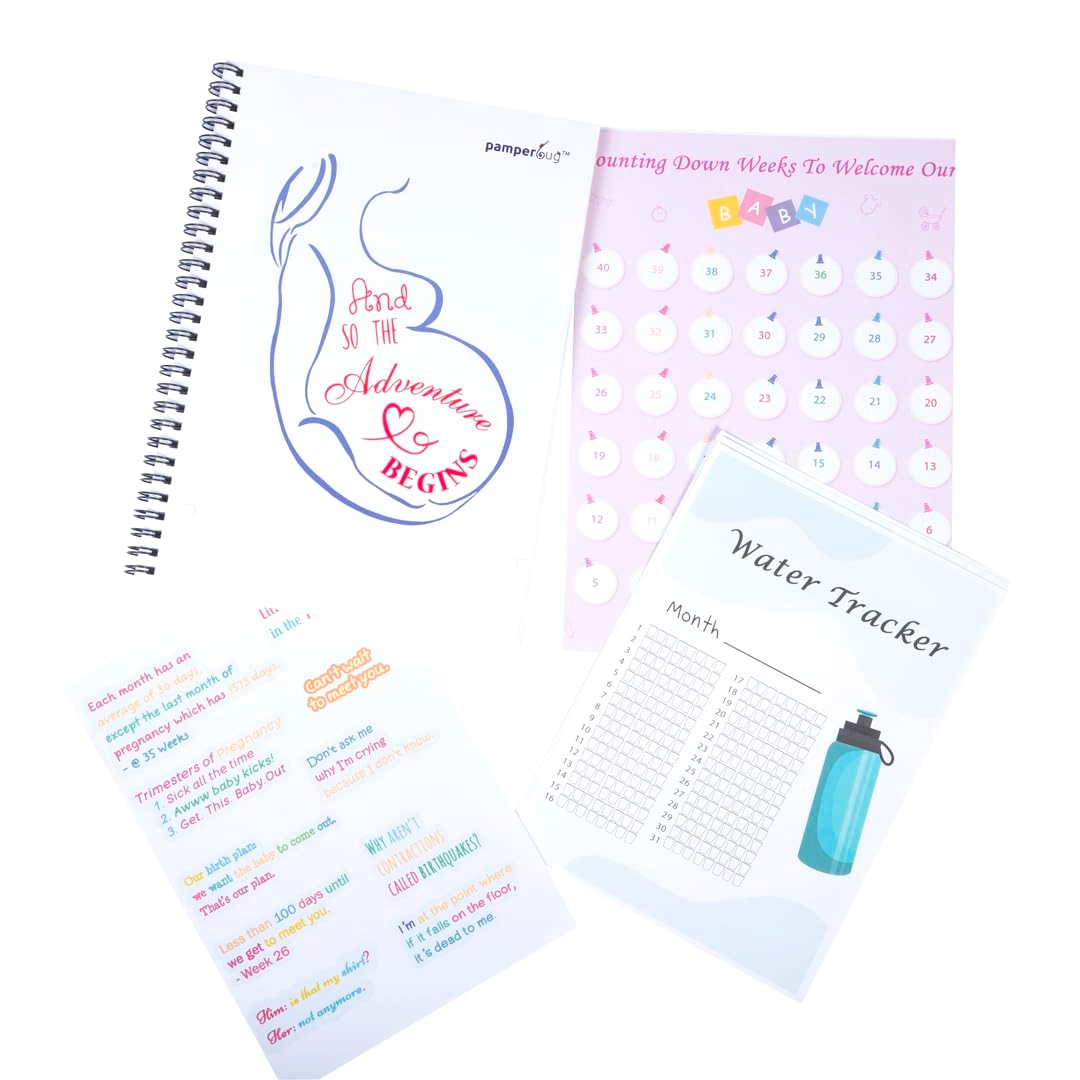 pamperbug™
And
SO THE
Adventure
BEGINS
ounting Down Weeks To Welcome Our
BABY
40 39 38 37 36 35 34
33 32 31 30 29 28 27
26 25 24 23 22 21 20
19 18 15 14 13
12 11 6
5
Water Tracker
Month
1
2
3
4
5
6
7
8
9
10
11
12
13
14
15
16
17
18
19
20
21
22
23
24
25
26
27
28
29
30
31
in the
Each month has an
average of 30 days,
except the last month of
pregnancy which has 1573 days.
- @ 35 Weeks
Trimesters of Pregnancy
1. Sick all the time
2. Awww baby kicks!
3. Get. This. Baby Out
Our birth plan:
we want the baby to come out.
That's our plan.
Less than 100 days until
we get to meet you.
- Week 26
Him: is that my shirt?
Her: not anymore.
Can't wait
to meet you.
Don't ask me
why I'm crying
because I don't know.
WHY AREN'T
CONTRACTIONS
CALLED BIRTHQUAKES?
I'm at the point where
if it falls on the floor,
it's dead to me.